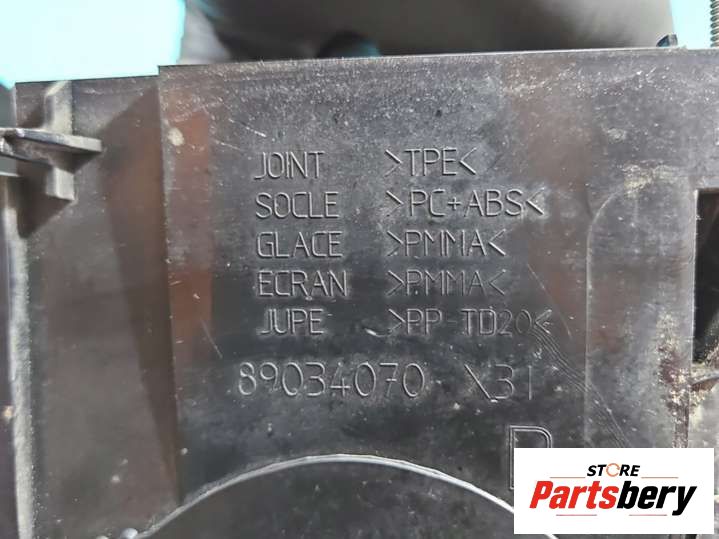 JOINT >TPE<
SOCLE >PC+ABS<
GLACE >PMMA<
ECRAN >PMMA<
JUPE >PP-TD20<
89034070 X31
STORE
Partsbery